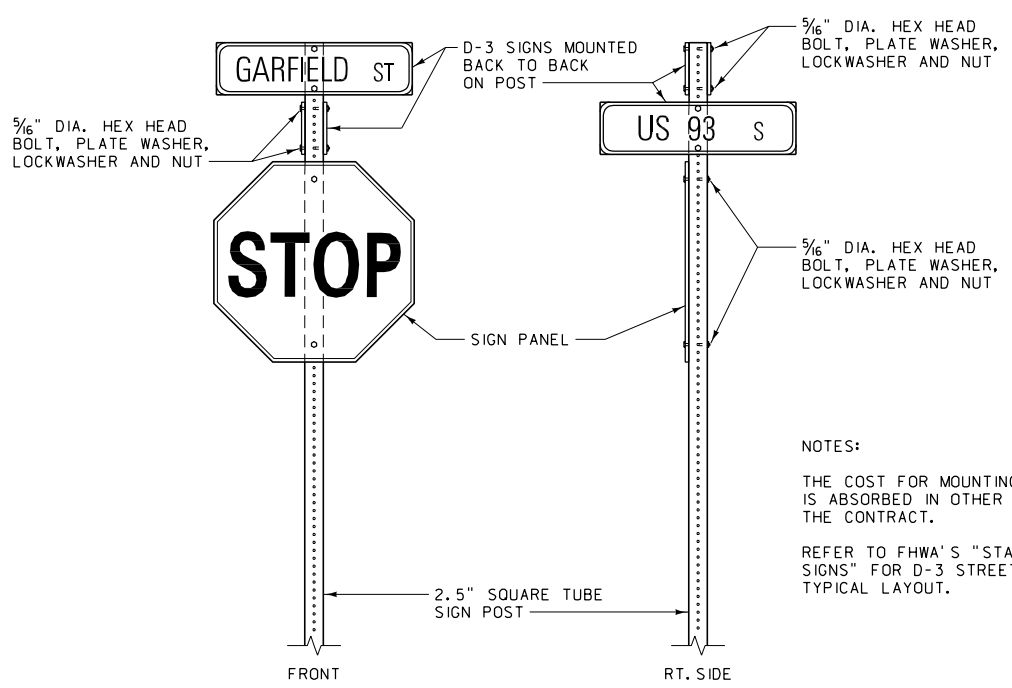 GARFIELD ST
D-3 SIGNS MOUNTED
BACK TO BACK
ON POST
5/16" DIA. HEX HEAD
BOLT, PLATE WASHER,
LOCKWASHER AND NUT
5/16" DIA. HEX HEAD
BOLT, PLATE WASHER,
LOCKWASHER AND NUT
US 93 S
STOP
5/16" DIA. HEX HEAD
BOLT, PLATE WASHER,
LOCKWASHER AND NUT
SIGN PANEL
NOTES:
THE COST FOR MOUNTING
IS ABSORBED IN OTHER
THE CONTRACT.
REFER TO FHWA'S "STA
SIGNS" FOR D-3 STREET
TYPICAL LAYOUT.
2.5" SQUARE TUBE
SIGN POST
FRONT
RT. SIDE